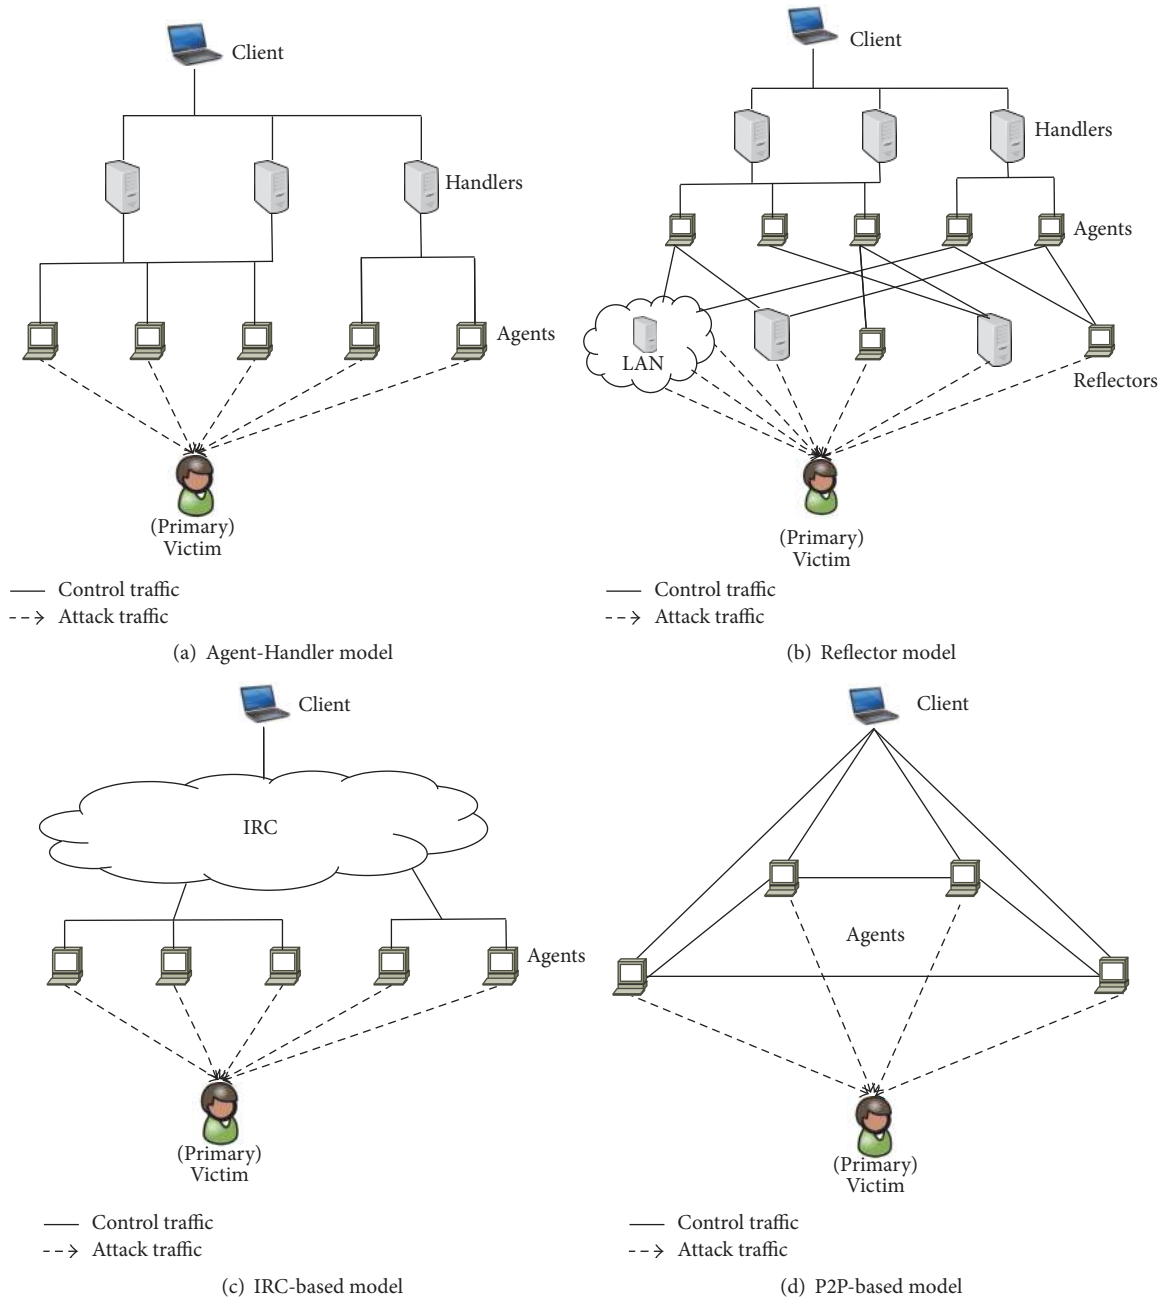 Client
Handlers
Agents
(Primary)
Victim
Control traffic
Attack traffic
(a) Agent-Handler model
Client
Handlers
Agents
LAN
Reflectors
(Primary)
Victim
Control traffic
Attack traffic
(b) Reflector model
Client
IRC
Agents
(Primary)
Victim
Control traffic
Attack traffic
(c) IRC-based model
Client
Agents
(Primary)
Victim
Control traffic
Attack traffic
(d) P2P-based model